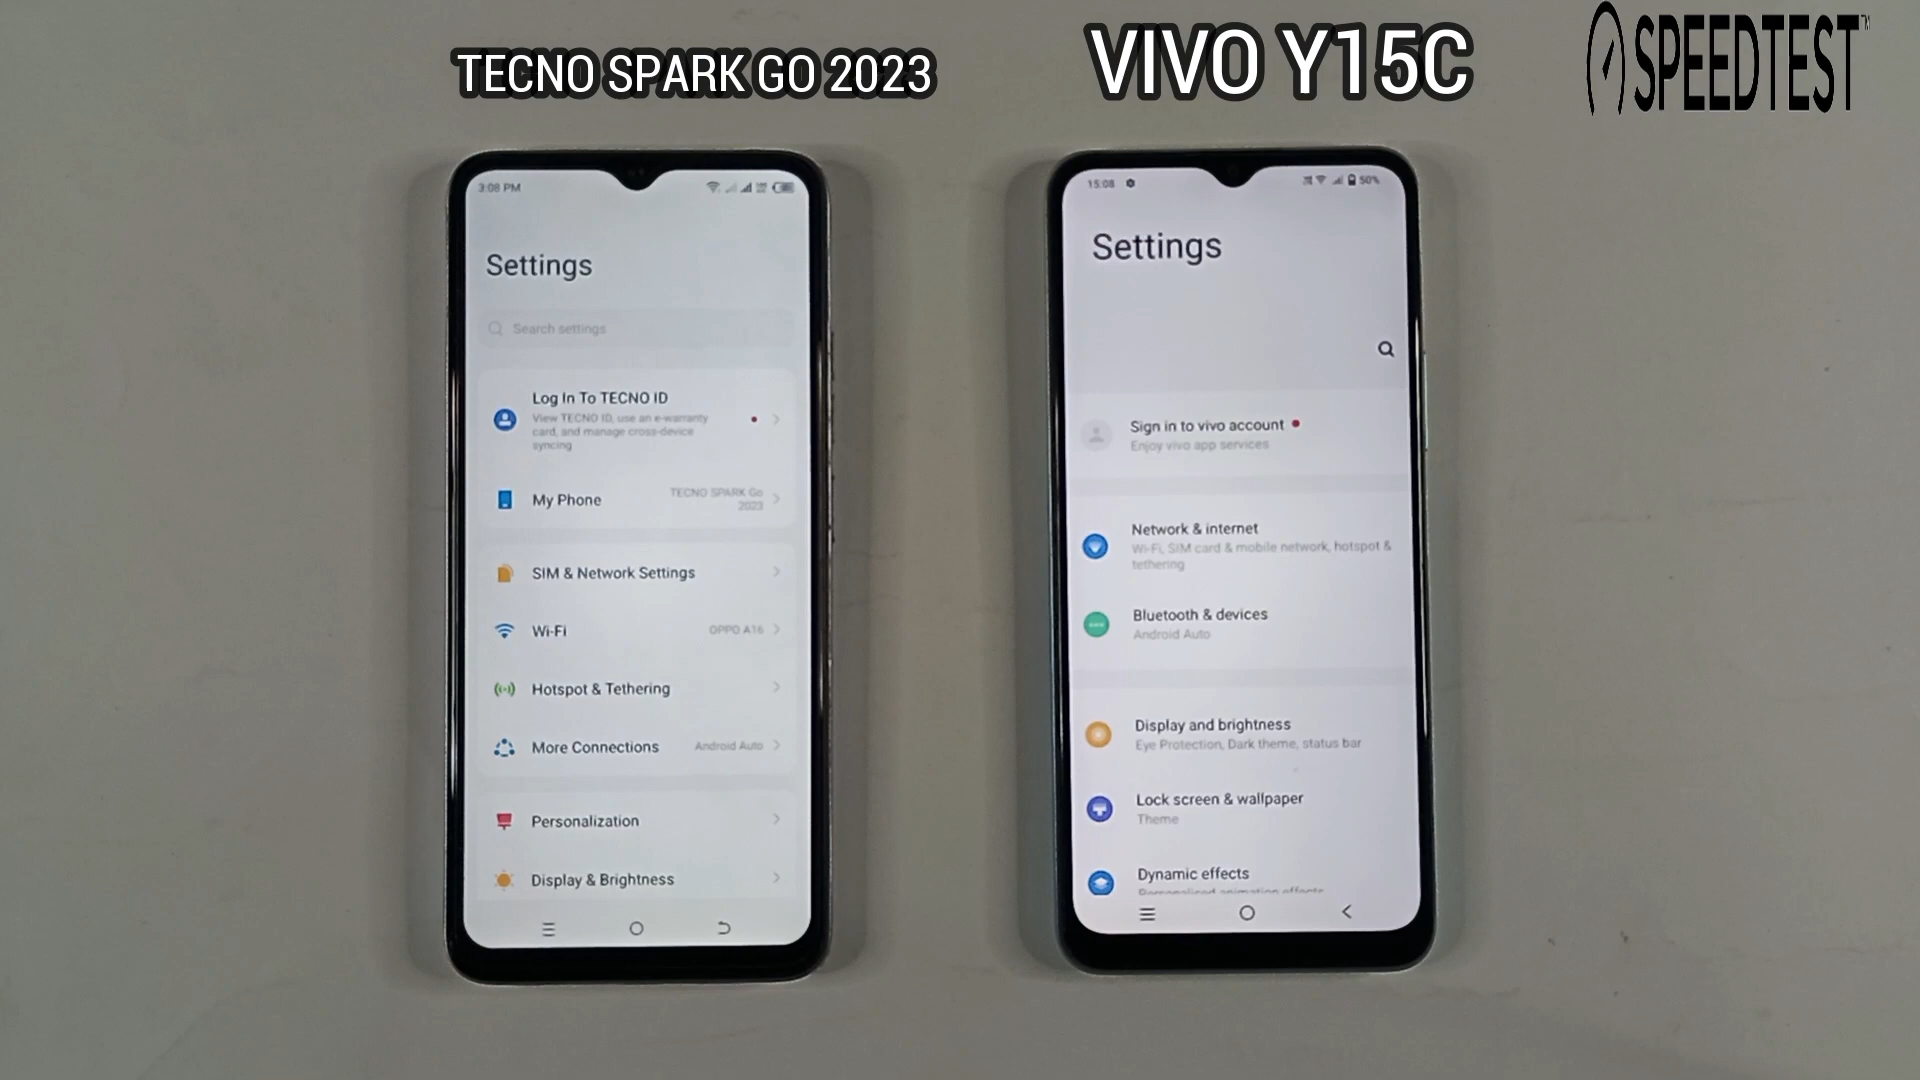 TECNO SPARK GO 2023
VIVO Y15C
SPEEDTEST™
3:08 PM
Settings
Search settings
Log In To TECNO ID
View TECNO ID, use an e-warranty
card, and manage cross-device
syncing
My Phone
TECNO SPARK Go
2023
SIM & Network Settings
Wi-Fi
OPPO A16
Hotspot & Tethering
More Connections
Android Auto
Personalization
Display & Brightness
15:08
50%
Settings
Sign in to vivo account
Enjoy vivo app services
Network & internet
Wi-Fi, SIM card & mobile network, hotspot &
tethering
Bluetooth & devices
Android Auto
Display and brightness
Eye Protection, Dark theme, status bar
Lock screen & wallpaper
Theme
Dynamic effects
Personalised animation effects